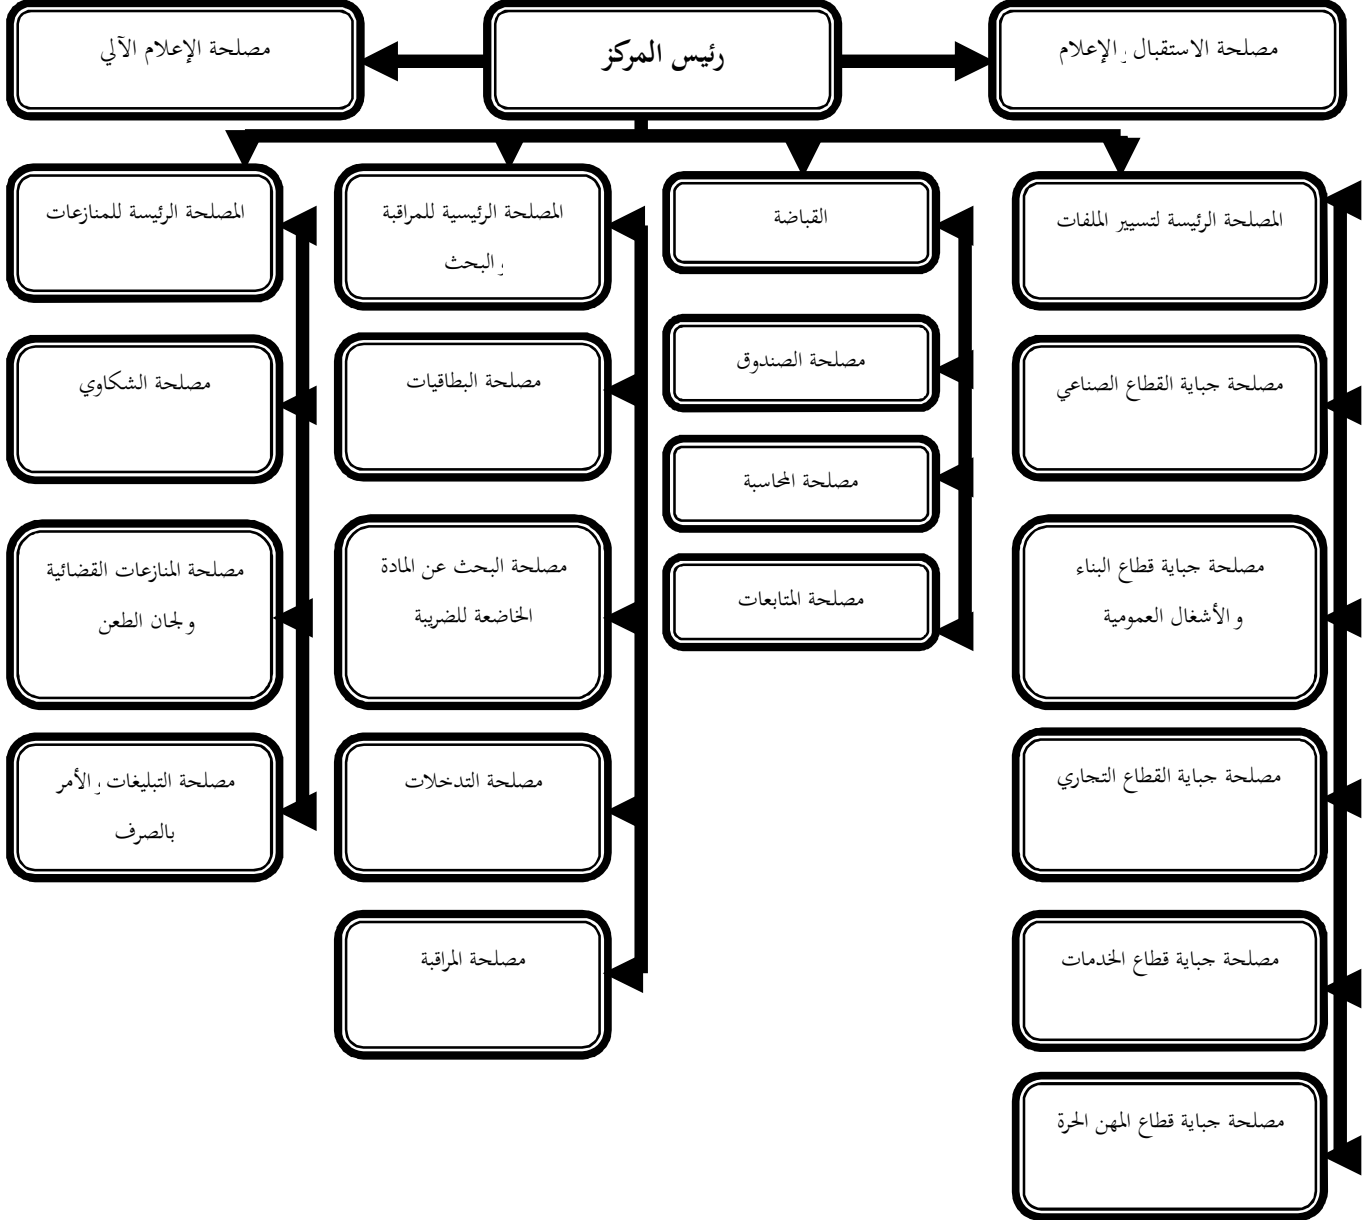 مصلحة الاستقبال و الإعلام
رئيس المركز
مصلحة الإعلام الآلي
المصلحة الرئيسة لتسيير الملفات
مصلحة جباية القطاع الصناعي
مصلحة جباية قطاع البناء
و الأشغال العمومية
مصلحة جباية القطاع التجاري
مصلحة جباية قطاع الخدمات
مصلحة جباية قطاع المهن الحرة
القباضة
مصلحة الصندوق
مصلحة المحاسبة
مصلحة المتابعات
المصلحة الرئيسية للمراقبة
و البحث
مصلحة البطاقيات
مصلحة البحث عن المادة
الخاضعة للضريبة
مصلحة التدخلات
مصلحة المراقبة
المصلحة الرئيسة للمنازعات
مصلحة الشكاوي
مصلحة المنازعات القضائية
و لجان الطعن
مصلحة التبليغات و الأمر
بالصرف